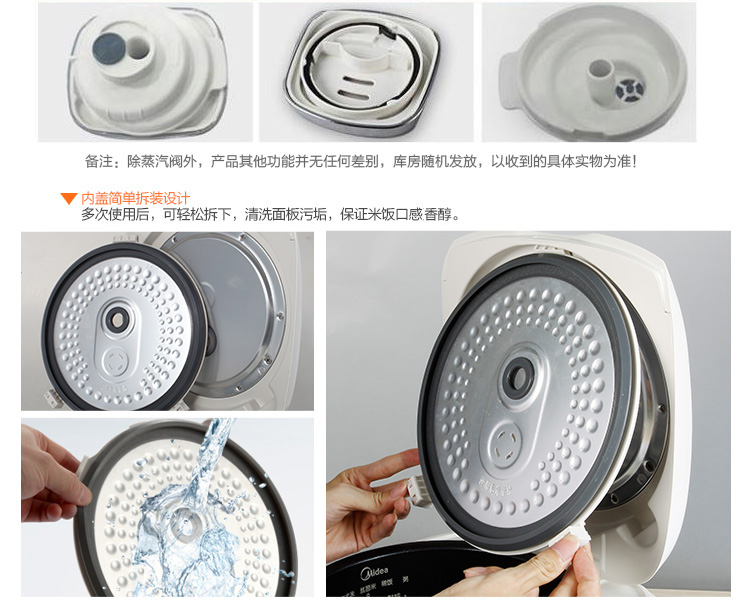 备注：除蒸汽阀外，产品其他功能并无任何差别，库房随机发放，以收到的具体实物为准！
内盖简单拆装设计
多次使用后，可轻松拆下，清洗面板污垢，保证米饭口感香醇。
Midea
稀饭 粥